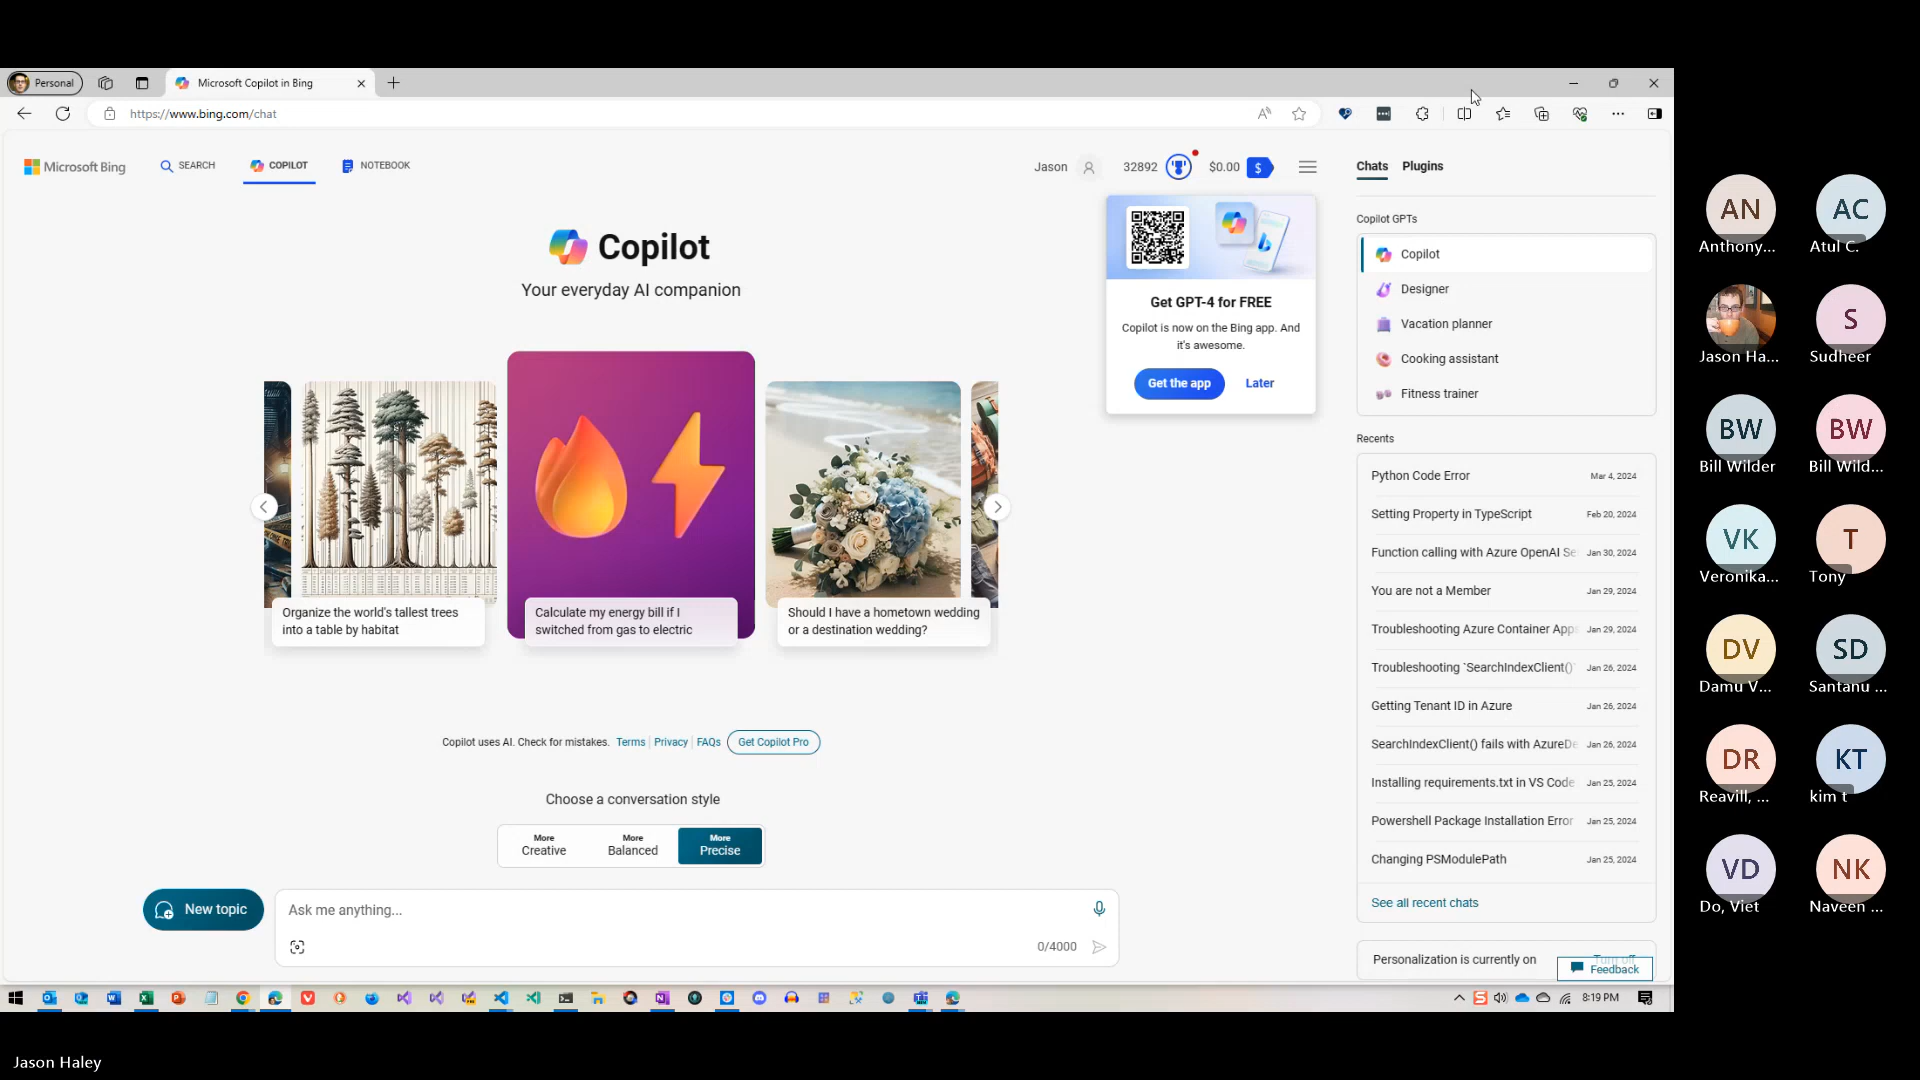 Personal
Microsoft Copilot in Bing
https://www.bing.com/chat
Microsoft Bing
SEARCH
COPILOT
NOTEBOOK
Jason
32892
$0.00
$
Copilot
Your everyday AI companion
Get GPT-4 for FREE
Copilot is now on the Bing app. And
it's awesome.
Get the app
Later
Organize the world's tallest trees
into a table by habitat
Calculate my energy bill if I
switched from gas to electric
Should I have a hometown wedding
or a destination wedding?
Copilot uses AI. Check for mistakes. Terms Privacy FAQs Get Copilot Pro
Choose a conversation style
More
Creative
More
Balanced
More
Precise
New topic
Ask me anything...
0/4000
Chats Plugins
Copilot GPTs
Copilot
Designer
Vacation planner
Cooking assistant
Fitness trainer
Recents
Python Code Error Mar 4, 2024
Setting Property in TypeScript Feb 20, 2024
Function calling with Azure OpenAI Se Jan 30, 2024
You are not a Member Jan 29, 2024
Troubleshooting Azure Container Apps Jan 29, 2024
Troubleshooting `SearchIndexClient()` Jan 26, 2024
Getting Tenant ID in Azure Jan 26, 2024
SearchIndexClient() fails with AzureDe Jan 26, 2024
Installing requirements.txt in VS Code Jan 25, 2024
Powershell Package Installation Error Jan 25, 2024
Changing PSModulePath Jan 25, 2024
See all recent chats
Personalization is currently on Turn off
Feedback
8:19 PM
AN
Anthony...
AC
Atul C.
Jason Ha...
S
Sudheer
BW
Bill Wilder
BW
Bill Wild...
VK
Veronika...
T
Tony
DV
Damu V...
SD
Santanu ...
DR
Reavill, ...
KT
kim t
VD
Do, Viet
NK
Naveen ...
Jason Haley